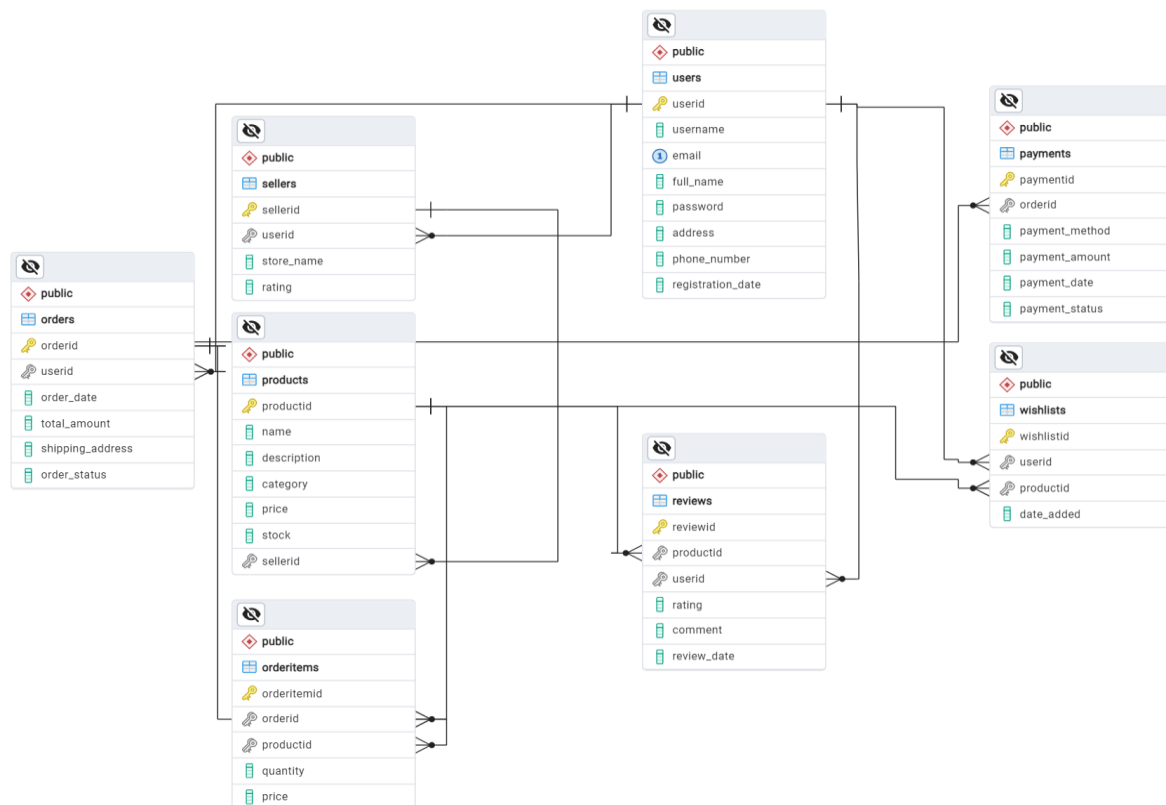 public
users
userid
username
email
full_name
password
address
phone_number
registration_date
public
payments
paymentid
orderid
payment_method
payment_amount
payment_date
payment_status
public
sellers
sellerid
userid
store_name
rating
public
orders
orderid
userid
order_date
total_amount
shipping_address
order_status
public
products
productid
name
description
category
price
stock
sellerid
public
wishlists
wishlistid
userid
productid
date_added
public
reviews
reviewid
productid
userid
rating
comment
review_date
public
orderitems
orderitemid
orderid
productid
quantity
price